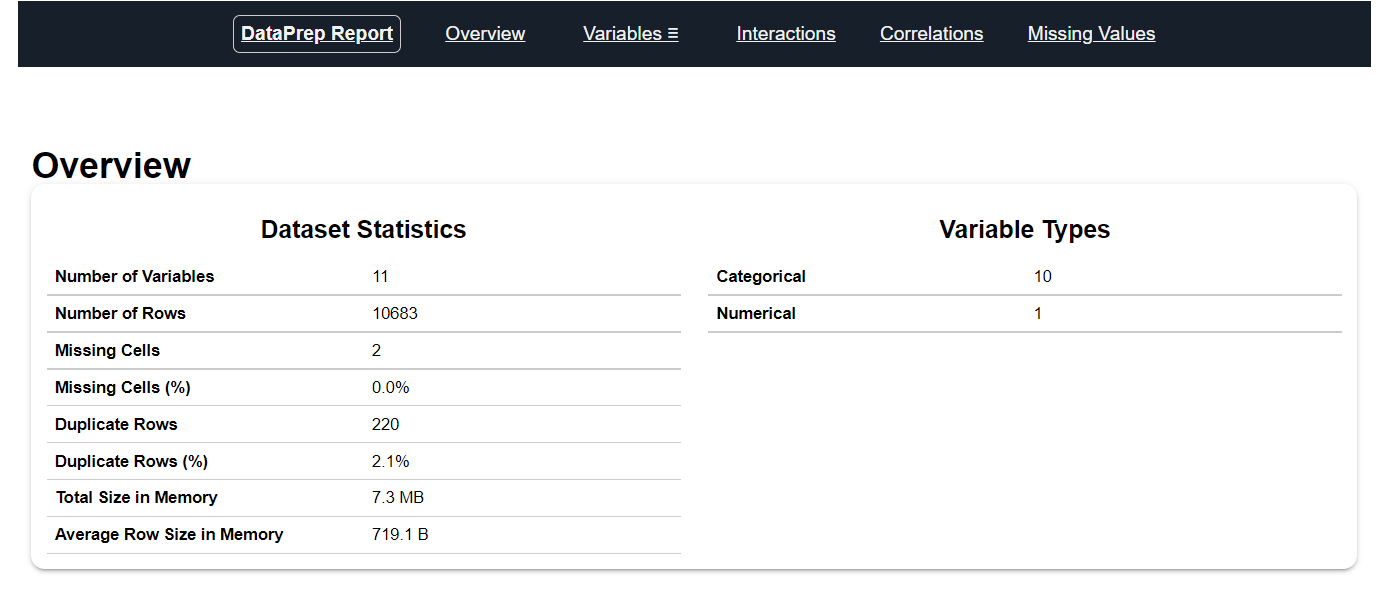 DataPrep Report Overview Variables ☰ Interactions Correlations Missing Values
Overview
Dataset Statistics
Number of Variables 11
Number of Rows 10683
Missing Cells 2
Missing Cells (%) 0.0%
Duplicate Rows 220
Duplicate Rows (%) 2.1%
Total Size in Memory 7.3 MB
Average Row Size in Memory 719.1 B
Variable Types
Categorical 10
Numerical 1